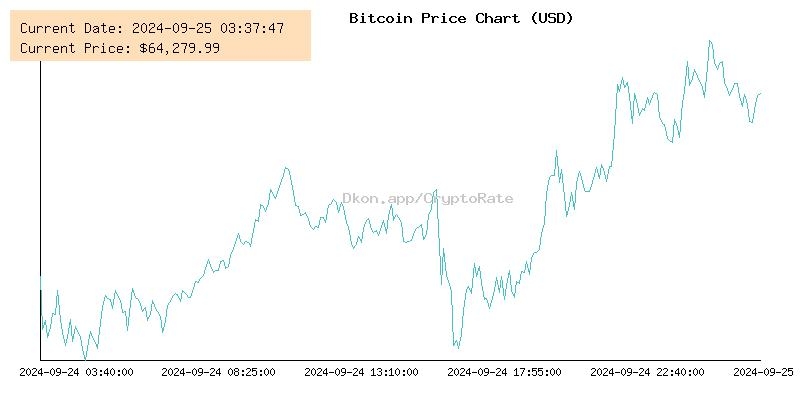 Bitcoin Price Chart (USD)
Current Date: 2024-09-25 03:37:47
Current Price: $64,279.99
Dkon.app/CryptoRate
2024-09-24 03:40:00 2024-09-24 08:25:00 2024-09-24 13:10:00 2024-09-24 17:55:00 2024-09-24 22:40:00 2024-09-25